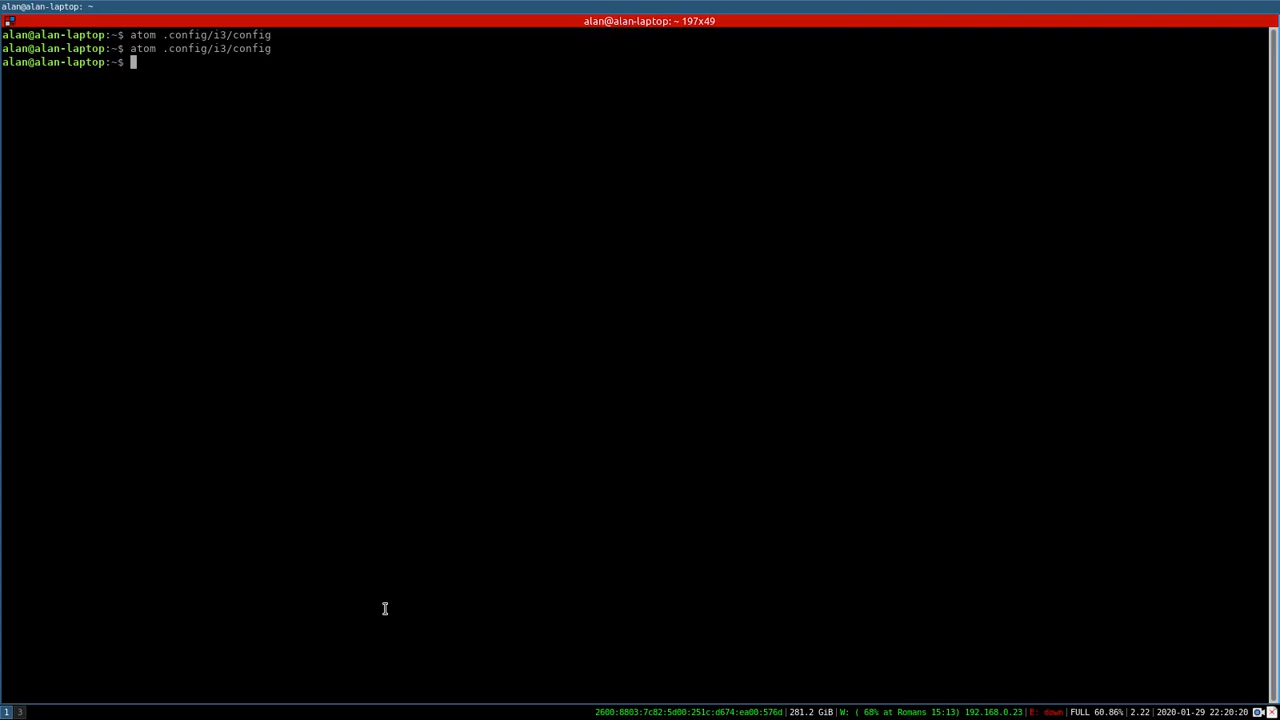 alan@alan-laptop: ~
alan@alan-laptop: ~ 197x49
alan@alan-laptop:~$ atom .config/i3/config
alan@alan-laptop:~$ atom .config/i3/config
alan@alan-laptop:~$
1 3 2600:8803:7c82:5d00:251c:d674:ea00:576d|281.2 GiB|W: ( 68% at Romans 15:13) 192.168.0.23|E: down|FULL 60.86%|2.22|2020-01-29 22:20:20